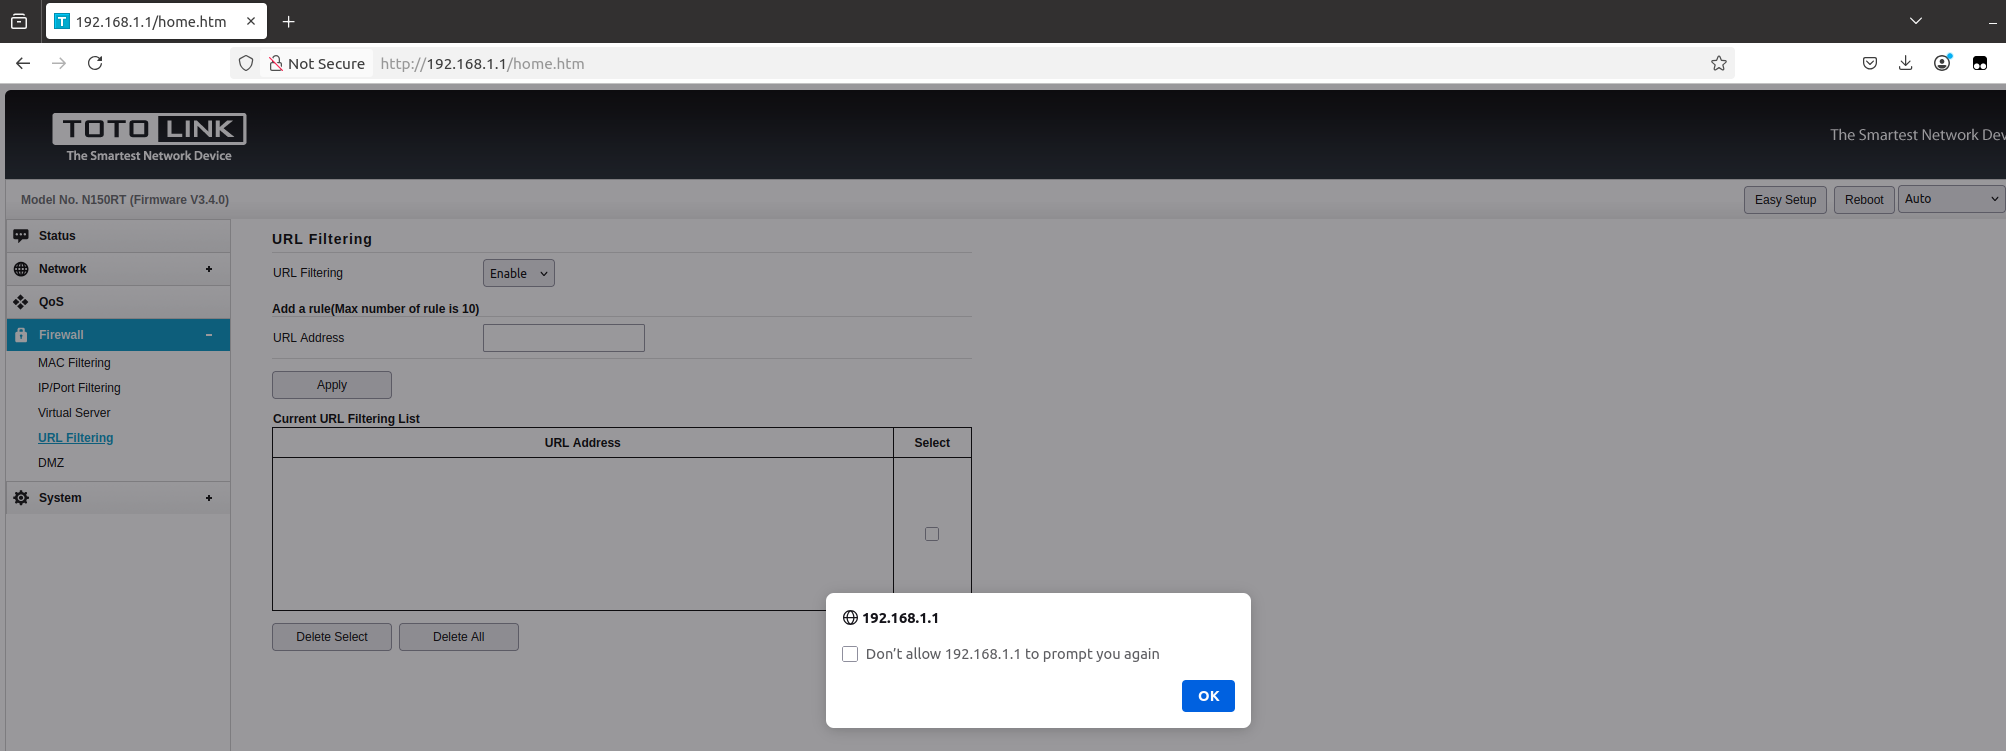 192.168.1.1/home.htm
Not Secure http://192.168.1.1/home.htm
TOTO LINK
The Smartest Network Device
The Smartest Network Dev
Model No. N150RT (Firmware V3.4.0)
Easy Setup Reboot Auto
Status
Network +
QoS
Firewall −
MAC Filtering
IP/Port Filtering
Virtual Server
URL Filtering
DMZ
System +
URL Filtering
URL Filtering Enable
Add a rule(Max number of rule is 10)
URL Address
Apply
Current URL Filtering List
URL Address Select
Delete Select Delete All
192.168.1.1
Don’t allow 192.168.1.1 to prompt you again
OK